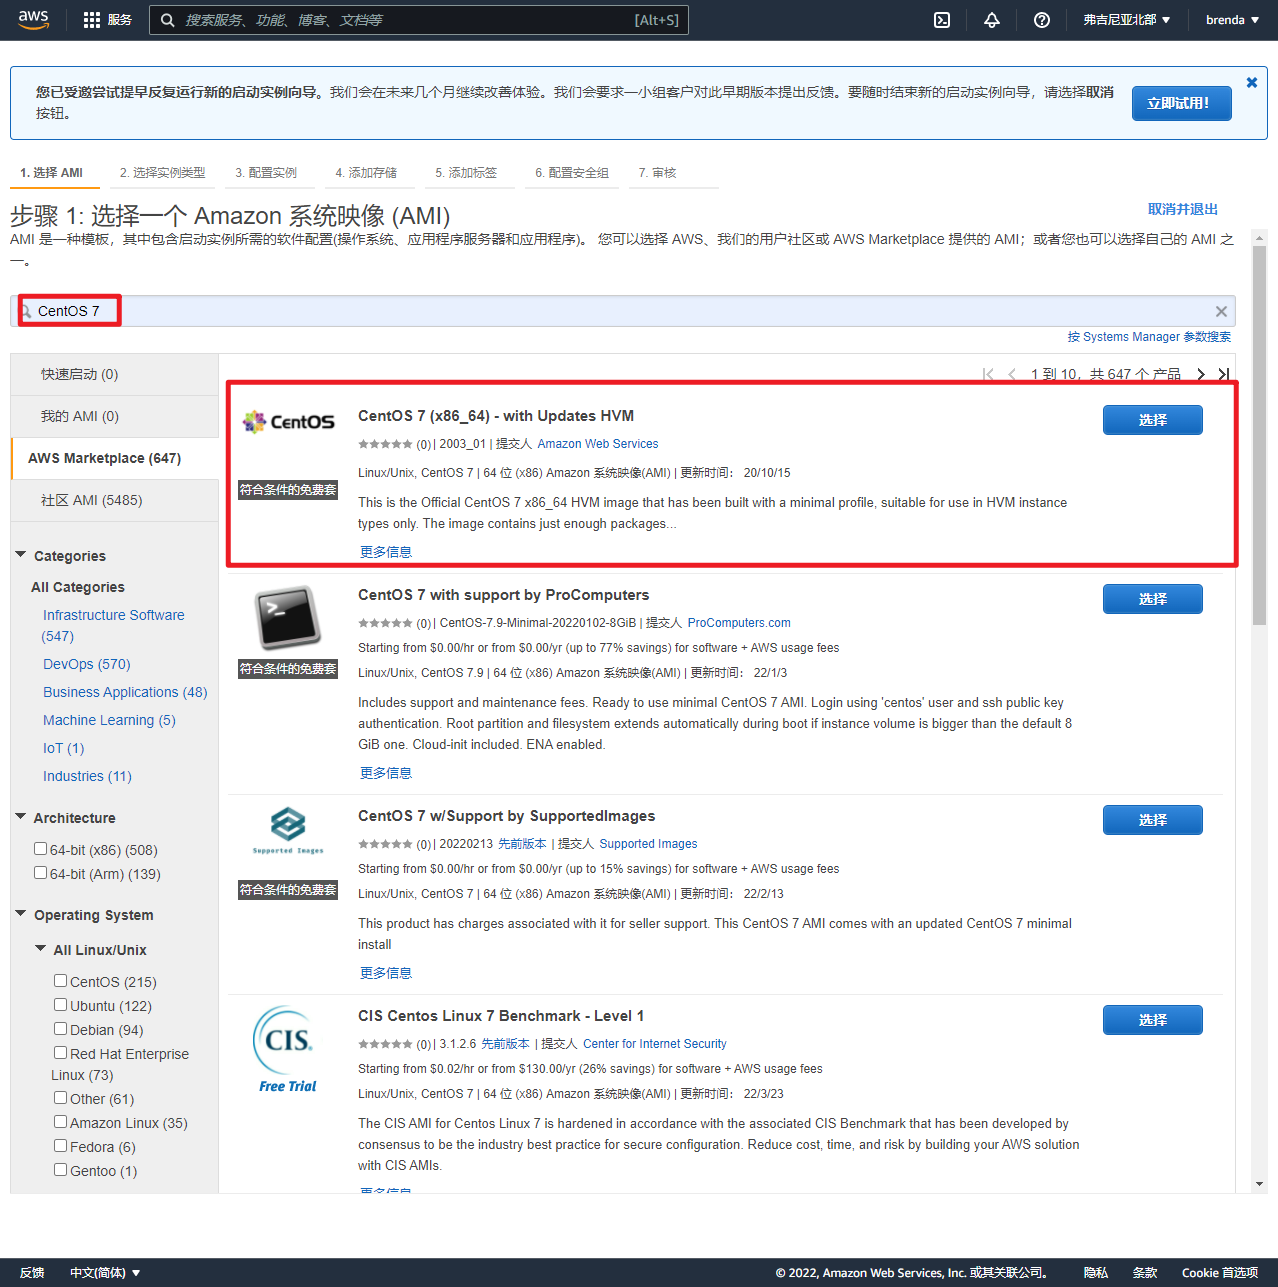 aws 服务 搜索服务、功能、博客、文档等 [Alt+S] 弗吉尼亚北部 brenda
您已受邀尝试提早反复运行新的启动实例向导。我们会在未来几个月继续改善体验。我们会要求一小组客户对此早期版本提出反馈。要随时结束新的启动实例向导，请选择取消
按钮。
立即试用！
1. 选择 AMI 2. 选择实例类型 3. 配置实例 4. 添加存储 5. 添加标签 6. 配置安全组 7. 审核
步骤 1: 选择一个 Amazon 系统映像 (AMI)
取消并退出
AMI 是一种模板，其中包含启动实例所需的软件配置(操作系统、应用程序服务器和应用程序)。 您可以选择 AWS、我们的用户社区或 AWS Marketplace 提供的 AMI；或者您也可以选择自己的 AMI 之
一。
CentOS 7
按 Systems Manager 参数搜索
快速启动 (0)
我的 AMI (0)
AWS Marketplace (647)
社区 AMI (5485)
Categories
All Categories
Infrastructure Software
(547)
DevOps (570)
Business Applications (48)
Machine Learning (5)
IoT (1)
Industries (11)
Architecture
64-bit (x86) (508)
64-bit (Arm) (139)
Operating System
All Linux/Unix
CentOS (215)
Ubuntu (122)
Debian (94)
Red Hat Enterprise
Linux (73)
Other (61)
Amazon Linux (35)
Fedora (6)
Gentoo (1)
1 到 10，共 647 个 产品
CentOS
符合条件的免费套
CentOS 7 (x86_64) - with Updates HVM
选择
(0) | 2003_01 | 提交人 Amazon Web Services
Linux/Unix, CentOS 7 | 64 位 (x86) Amazon 系统映像(AMI) | 更新时间： 20/10/15
This is the Official CentOS 7 x86_64 HVM image that has been built with a minimal profile, suitable for use in HVM instance
types only. The image contains just enough packages...
更多信息
符合条件的免费套
CentOS 7 with support by ProComputers
选择
(0) | CentOS-7.9-Minimal-20220102-8GiB | 提交人 ProComputers.com
Starting from $0.00/hr or from $0.00/yr (up to 77% savings) for software + AWS usage fees
Linux/Unix, CentOS 7.9 | 64 位 (x86) Amazon 系统映像(AMI) | 更新时间： 22/1/3
Includes support and maintenance fees. Ready to use minimal CentOS 7 AMI. Login using 'centos' user and ssh public key
authentication. Root partition and filesystem extends automatically during boot if instance volume is bigger than the default 8
GiB one. Cloud-init included. ENA enabled.
更多信息
Supported Images
符合条件的免费套
CentOS 7 w/Support by SupportedImages
选择
(0) | 20220213 先前版本 | 提交人 Supported Images
Starting from $0.00/hr or from $0.00/yr (up to 15% savings) for software + AWS usage fees
Linux/Unix, CentOS 7 | 64 位 (x86) Amazon 系统映像(AMI) | 更新时间： 22/2/13
This product has charges associated with it for seller support. This CentOS 7 AMI comes with an updated CentOS 7 minimal
install
更多信息
CIS.
Free Trial
CIS Centos Linux 7 Benchmark - Level 1
选择
(0) | 3.1.2.6 先前版本 | 提交人 Center for Internet Security
Starting from $0.02/hr or from $130.00/yr (26% savings) for software + AWS usage fees
Linux/Unix, CentOS 7 | 64 位 (x86) Amazon 系统映像(AMI) | 更新时间： 22/3/23
The CIS AMI for Centos Linux 7 is hardened in accordance with the associated CIS Benchmark that has been developed by
consensus to be the industry best practice for secure configuration. Reduce cost, time, and risk by building your AWS solution
with CIS AMIs.
更多信息
反馈 中文(简体) © 2022, Amazon Web Services, Inc. 或其关联公司。 隐私 条款 Cookie 首选项